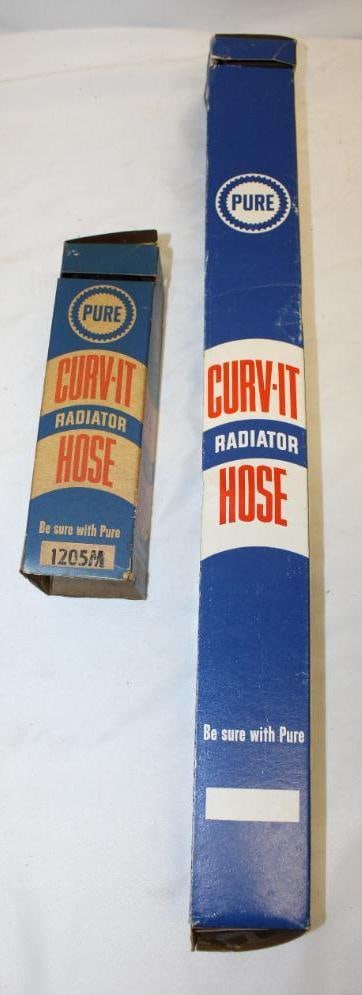 PURE
CURV-IT
RADIATOR
HOSE
Be sure with Pure
1205M
PURE
CURV-IT
RADIATOR
HOSE
Be sure with Pure